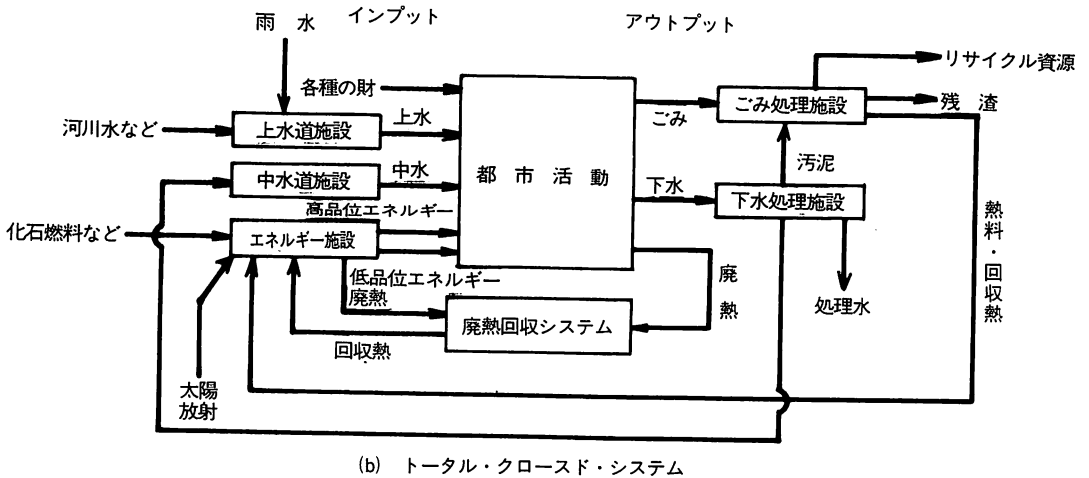 インプット
アウトプット
雨 水
リサイクル資源
各種の財
ごみ処理施設
残 渣
河川水など
上水道施設
上水
ごみ
中水道施設
中水
都 市 活 動
汚泥
下水
下水処理施設
高品位エネルギー
化石燃料など
エネルギー施設
低品位エネルギー
廃熱
廃熱
熱料・回収熱
処理水
廃熱回収システム
回収熱
太陽
放射
(b) トータル・クロースド・システム